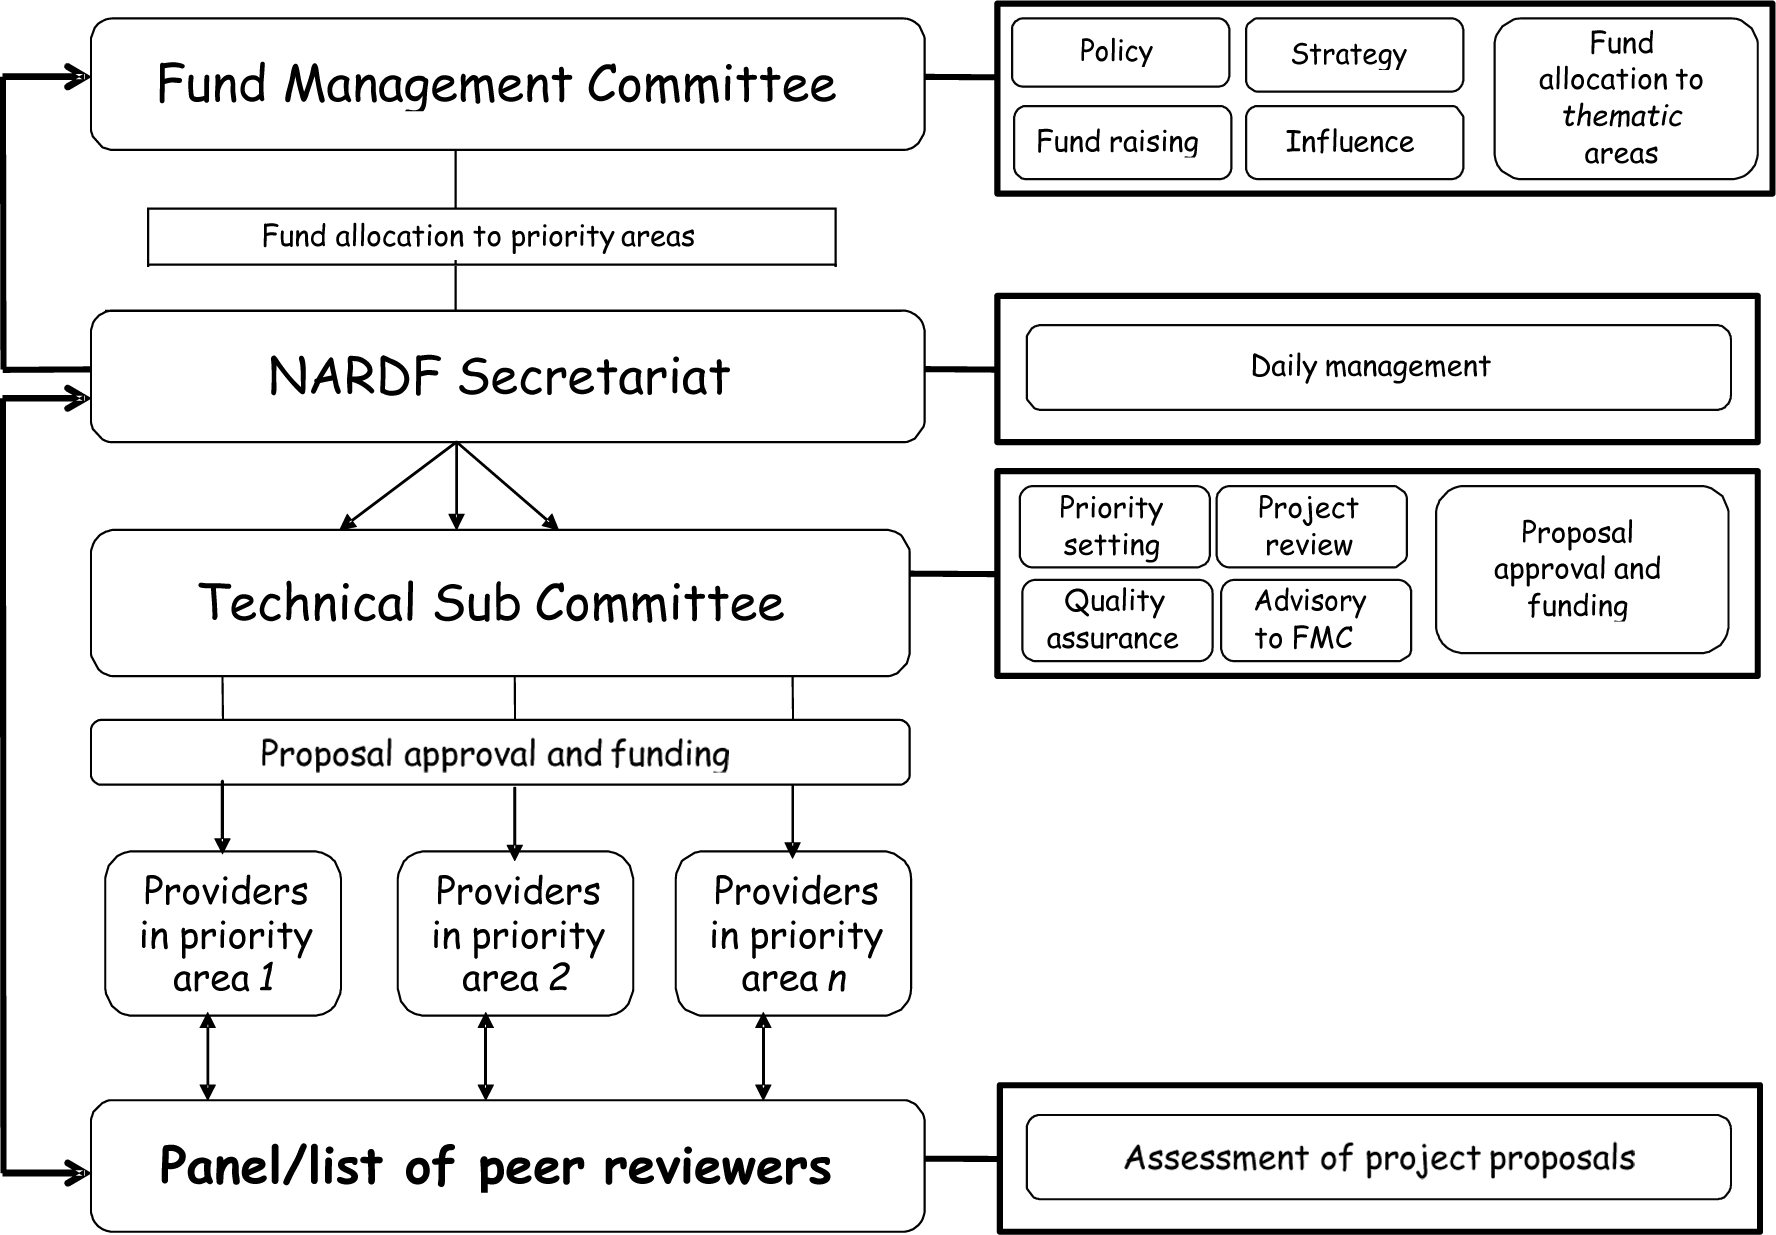 Fund Management Committee
Policy
Strategy
Fund raising
Influence
Fund
allocation to
thematic
areas
Fund allocation to priority areas
NARDF Secretariat
Daily management
Technical Sub Committee
Priority
setting
Project
review
Quality
assurance
Advisory
to FMC
Proposal
approval and
funding
Proposal approval and funding
Providers
in priority
area 1
Providers
in priority
area 2
Providers
in priority
area n
Panel/list of peer reviewers
Assessment of project proposals